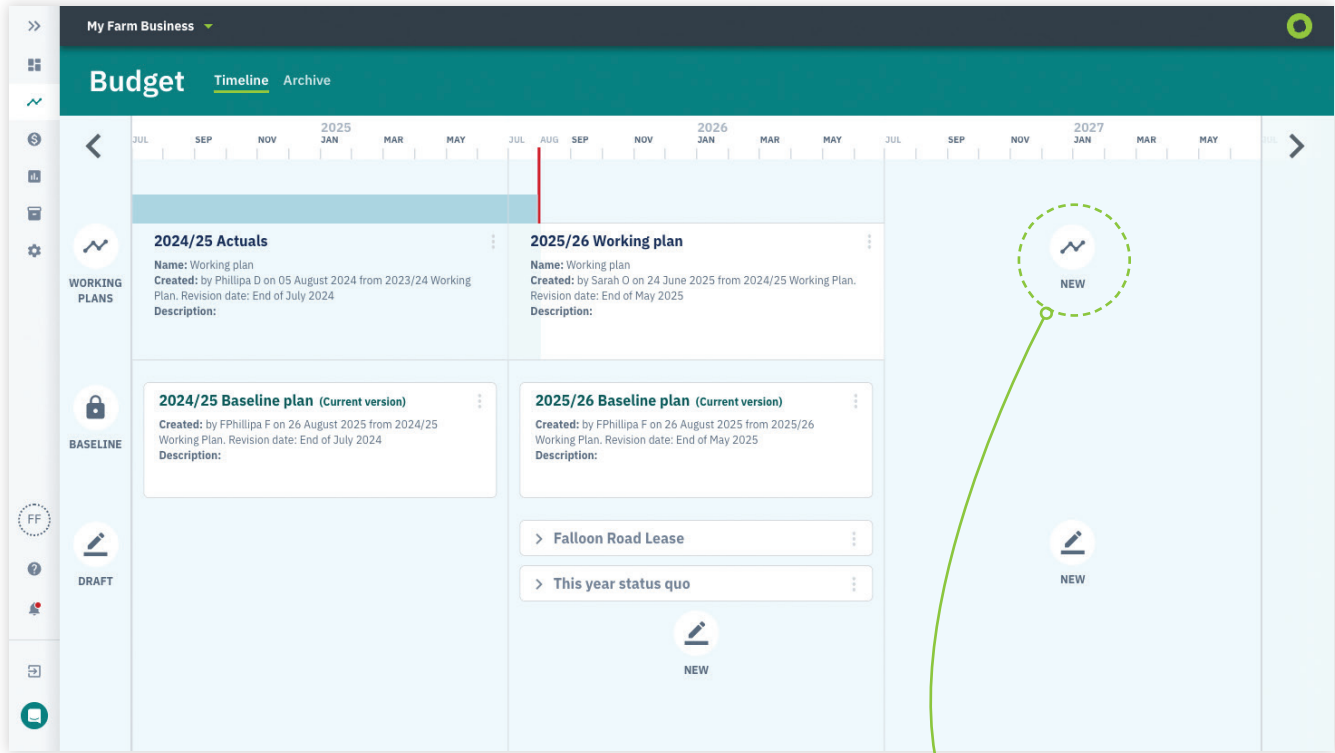 My Farm Business
Budget
Timeline
Archive
2025
2026
2027
JUL SEP NOV JAN MAR MAY JUL AUG SEP NOV JAN MAR MAY JUL SEP NOV JAN MAR MAY JUL
WORKING
PLANS
2024/25 Actuals
Name: Working plan
Created: by Phillipa D on 05 August 2024 from 2023/24 Working
Plan. Revision date: End of July 2024
Description:
2025/26 Working plan
Name: Working plan
Created: by Sarah O on 24 June 2025 from 2024/25 Working Plan.
Revision date: End of May 2025
Description:
NEW
BASELINE
2024/25 Baseline plan (Current version)
Created: by FPhillipa F on 26 August 2025 from 2024/25
Working Plan. Revision date: End of July 2024
Description:
2025/26 Baseline plan (Current version)
Created: by FPhillipa F on 26 August 2025 from 2025/26
Working Plan. Revision date: End of May 2025
Description:
FF
DRAFT
Falloon Road Lease
This year status quo
NEW
NEW